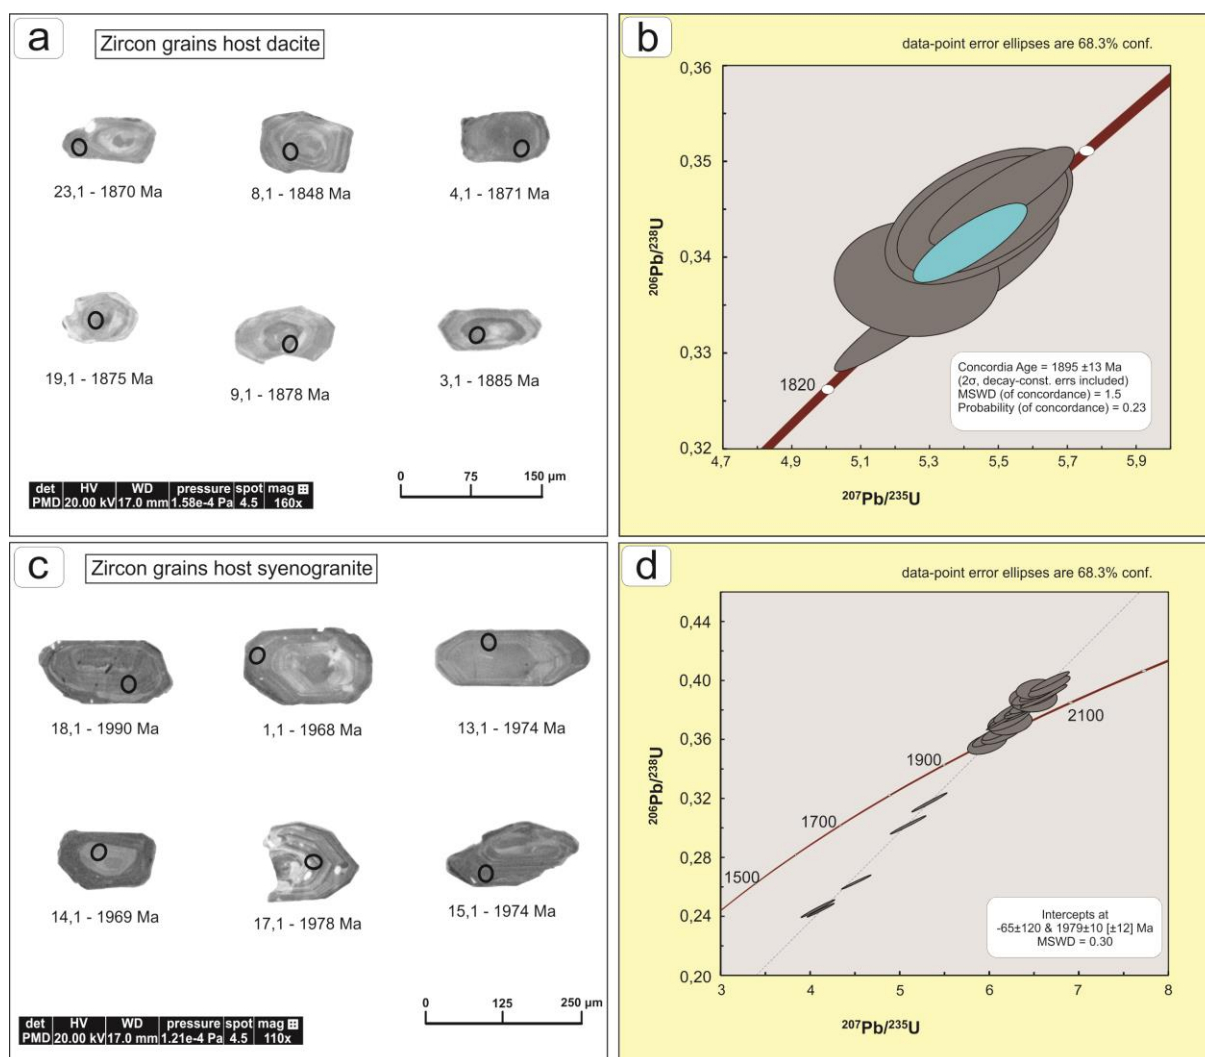 a
Zircon grains host dacite
23,1 - 1870 Ma
8,1 - 1848 Ma
4,1 - 1871 Ma
19,1 - 1875 Ma
9,1 - 1878 Ma
3,1 - 1885 Ma
det HV WD pressure spot mag
PMD 20.00 kV 17.0 mm 1.58e-4 Pa 4.5 160x
0 75 150 µm
b
data-point error ellipses are 68.3% conf.
0,36
0,35
0,34
0,33
0,32
²⁰⁶Pb/²³⁸U
1820
Concordia Age = 1895 ±13 Ma
(2σ, decay-const. errs included)
MSWD (of concordance) = 1.5
Probability (of concordance) = 0.23
4,7 4,9 5,1 5,3 5,5 5,7 5,9
²⁰⁷Pb/²³⁵U
c
Zircon grains host syenogranite
18,1 - 1990 Ma
1,1 - 1968 Ma
13,1 - 1974 Ma
14,1 - 1969 Ma
17,1 - 1978 Ma
15,1 - 1974 Ma
det HV WD pressure spot mag
PMD 20.00 kV 17.0 mm 1.21e-4 Pa 4.5 110x
0 125 250 µm
d
data-point error ellipses are 68.3% conf.
0,44
0,40
0,36
0,32
0,28
0,24
0,20
²⁰⁶Pb/²³⁸U
2100
1900
1700
1500
Intercepts at
-65±120 & 1979±10 [±12] Ma
MSWD = 0.30
3 4 5 6 7 8
²⁰⁷Pb/²³⁵U